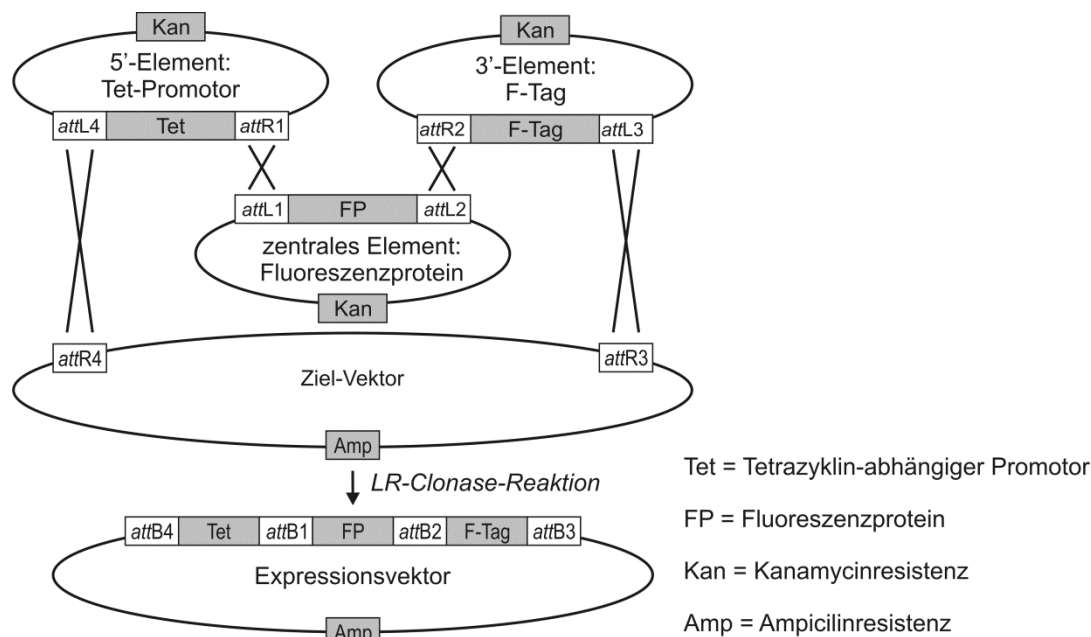 Kan
5'-Element:
Tet-Promotor
attL4 Tet attR1
Kan
3'-Element:
F-Tag
attR2 F-Tag attL3
attL1 FP attL2
zentrales Element:
Fluoreszenzprotein
Kan
attR4
attR3
Ziel-Vektor
Amp
LR-Clonase-Reaktion
attB4 Tet attB1 FP attB2 F-Tag attB3
Expressionsvektor
Amp
Tet = Tetrazyklin-abhängiger Promotor
FP = Fluoreszenzprotein
Kan = Kanamycinresistenz
Amp = Ampicilinresistenz